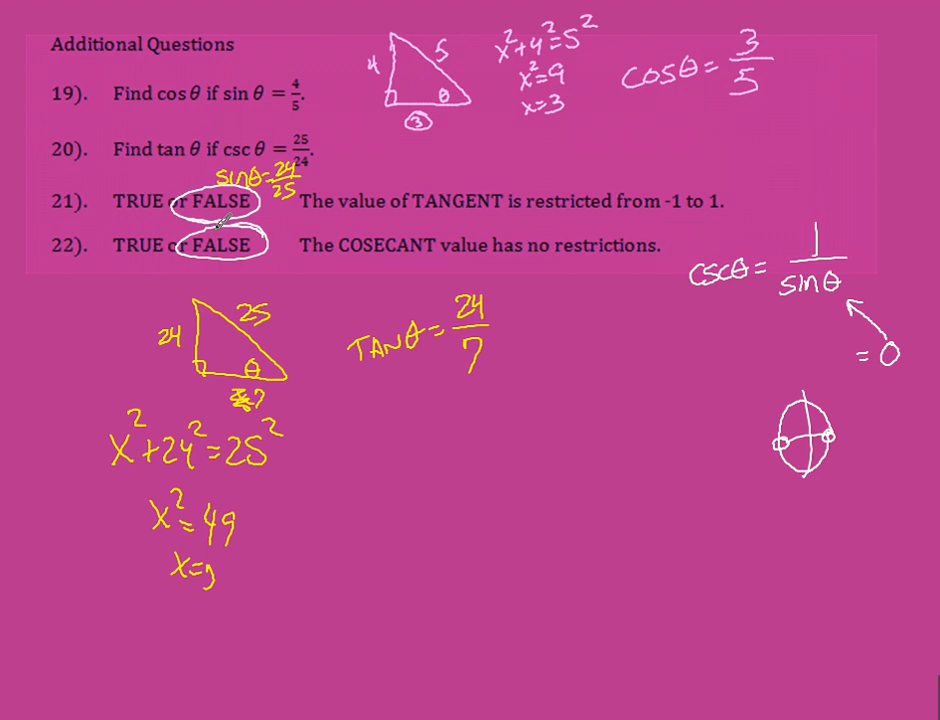 Additional Questions
19). Find cos θ if sin θ = 4/5.
4
5
θ
3
x²+4²=5²
x²=9
x=3
cosθ = 3/5
20). Find tan θ if csc θ = 25/24.
sinθ=24/25
21). TRUE or FALSE The value of TANGENT is restricted from -1 to 1.
22). TRUE or FALSE The COSECANT value has no restrictions.
cscθ = 1/sinθ
= 0
24
25
θ
7
TANθ = 24/7
x²+24²=25²
x²=49
x=